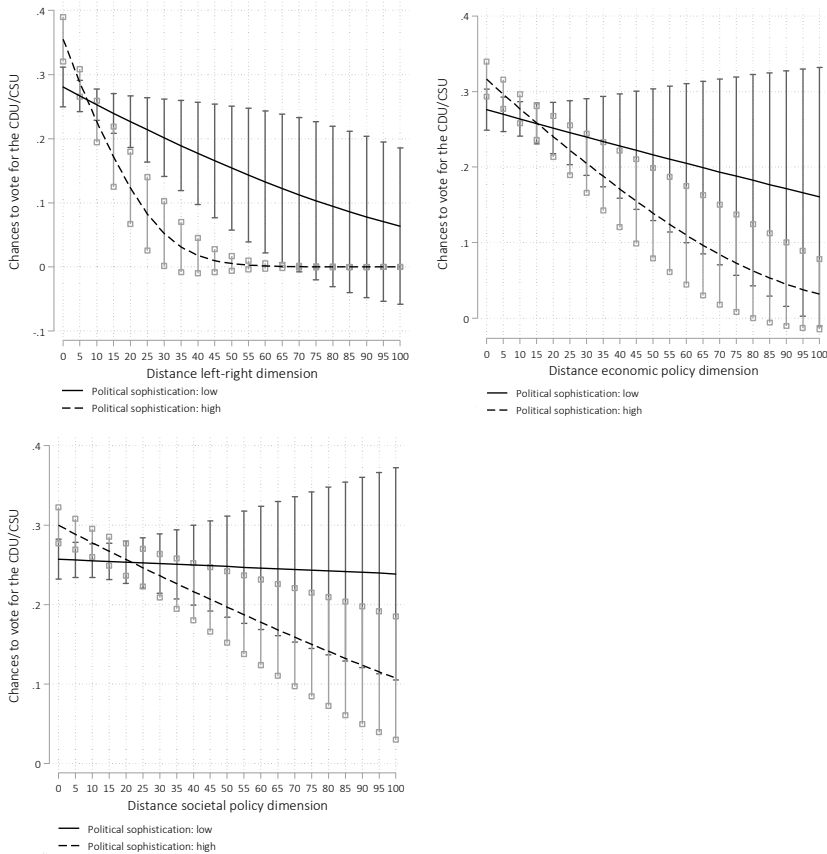 .4
.3
.2
.1
0
-.1
Chances to vote for the CDU/CSU
0 5 10 15 20 25 30 35 40 45 50 55 60 65 70 75 80 85 90 95 100
Distance left-right dimension
Political sophistication: low
Political sophistication: high
.4
.3
.2
.1
0
Chances to vote for the CDU/CSU
0 5 10 15 20 25 30 35 40 45 50 55 60 65 70 75 80 85 90 95 100
Distance economic policy dimension
Political sophistication: low
Political sophistication: high
.4
.3
.2
.1
0
Chances to vote for the CDU/CSU
0 5 10 15 20 25 30 35 40 45 50 55 60 65 70 75 80 85 90 95 100
Distance societal policy dimension
Political sophistication: low
Political sophistication: high